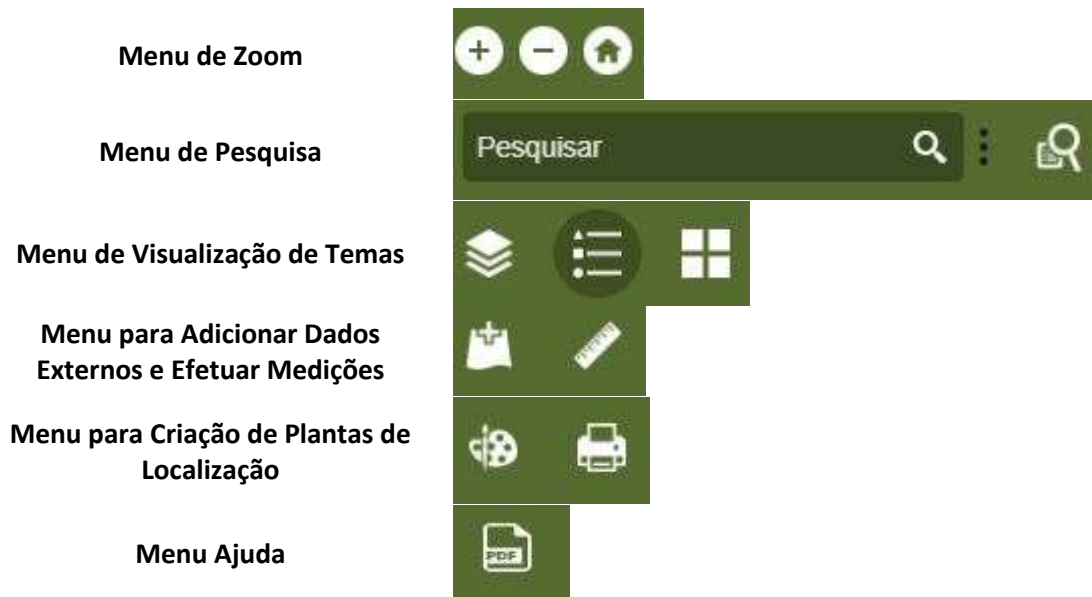 Menu de Zoom
Menu de Pesquisa
Pesquisar
Menu de Visualização de Temas
Menu para Adicionar Dados
Externos e Efetuar Medições
Menu para Criação de Plantas de
Localização
Menu Ajuda
PDF